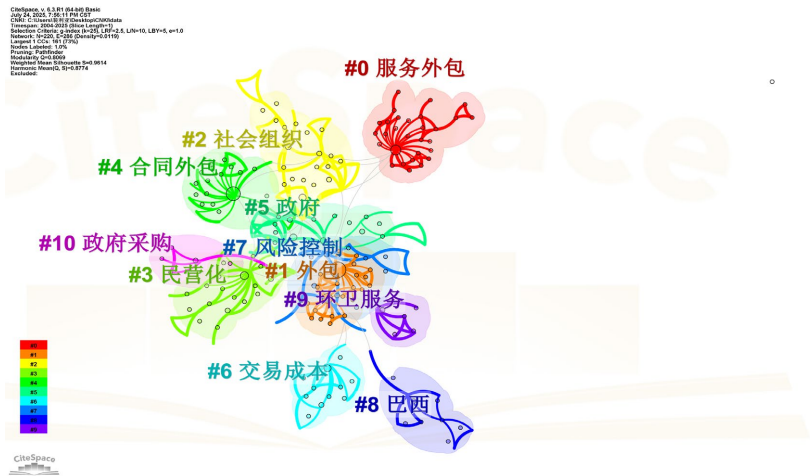 CiteSpace, v. 6.3.R1 (64-bit) Basic
July 24, 2025, 7:56:11 PM CST
Timespan: 2004-2025 (Slice Length=1)
Selection Criteria: g-index (k=25), LRF=2.5, L/N=10, LBY=5, e=1.0
Network: N=220, E=286 (Density=0.0119)
Largest 1 CCs: 161 (73%)
Nodes Labeled: 1.0%
Pruning: Pathfinder
Modularity Q=0.8069
Weighted Mean Silhouette S=0.9614
Harmonic Mean(Q, S)=0.8774
Excluded:
#0 服务外包
#2 社会组织
#4 合同外包
#5 政府
#10 政府采购
#7 风险控制
#3 民营化
#1 外包
#9 环卫服务
#6 交易成本
#8 巴西
#0
#1
#2
#3
#4
#5
#6
#7
CiteSpace
CiteSpace